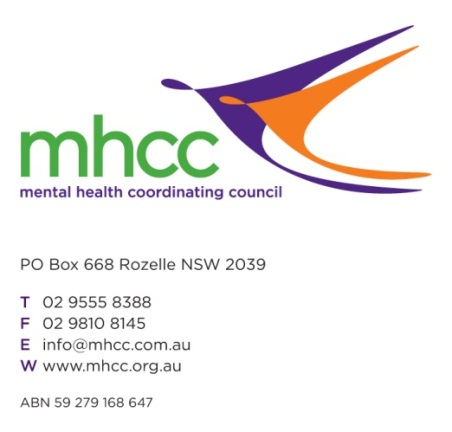 mhcc
mental health coordinating council
PO Box 668 Rozelle NSW 2039
T 02 9555 8388
F 02 9810 8145
E info@mhcc.com.au
W www.mhcc.org.au
ABN 59 279 168 647